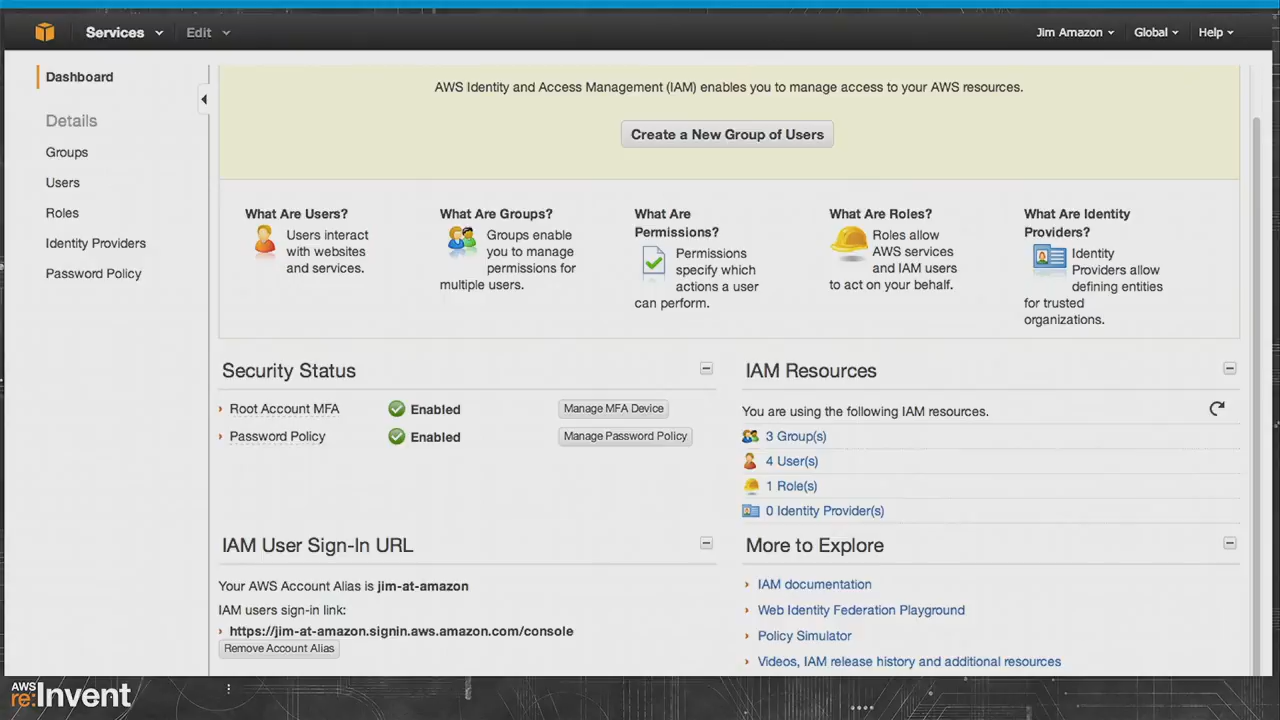 Services Edit Jim Amazon Global Help
Dashboard
Details
Groups
Users
Roles
Identity Providers
Password Policy
AWS Identity and Access Management (IAM) enables you to manage access to your AWS resources.
Create a New Group of Users
What Are Users?
Users interact
with websites
and services.
What Are Groups?
Groups enable
you to manage
permissions for
multiple users.
What Are
Permissions?
Permissions
specify which
actions a user
can perform.
What Are Roles?
Roles allow
AWS services
and IAM users
to act on your behalf.
What Are Identity
Providers?
Identity
Providers allow
defining entities
for trusted
organizations.
Security Status
Root Account MFA Enabled Manage MFA Device
Password Policy Enabled Manage Password Policy
IAM Resources
You are using the following IAM resources.
3 Group(s)
4 User(s)
1 Role(s)
0 Identity Provider(s)
IAM User Sign-In URL
Your AWS Account Alias is jim-at-amazon
IAM users sign-in link:
https://jim-at-amazon.signin.aws.amazon.com/console
Remove Account Alias
More to Explore
IAM documentation
Web Identity Federation Playground
Policy Simulator
Videos, IAM release history and additional resources
AWS
re:Invent